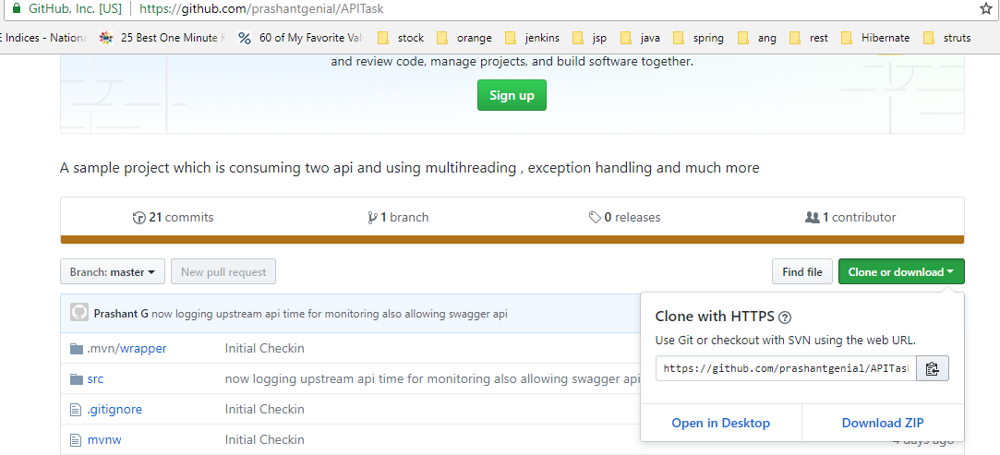 GitHub, Inc. [US] https://github.com/prashantgenial/APITask
E Indices - Nationa 25 Best One Minute 60 of My Favorite Val stock orange jenkins jsp java spring ang rest Hibernate struts
and review code, manage projects, and build software together.
Sign up
A sample project which is consuming two api and using multihreading , exception handling and much more
21 commits 1 branch 0 releases 1 contributor
Branch: master New pull request Find file Clone or download
Prashant G now logging upstream api time for monitoring also allowing swagger api
Clone with HTTPS
Use Git or checkout with SVN using the web URL.
https://github.com/prashantgenial/APITas
Open in Desktop Download ZIP
.mvn/wrapper Initial Checkin
src now logging upstream api time for monitoring also allowing swagger api
.gitignore Initial Checkin
mvnw Initial Checkin 4 days ago